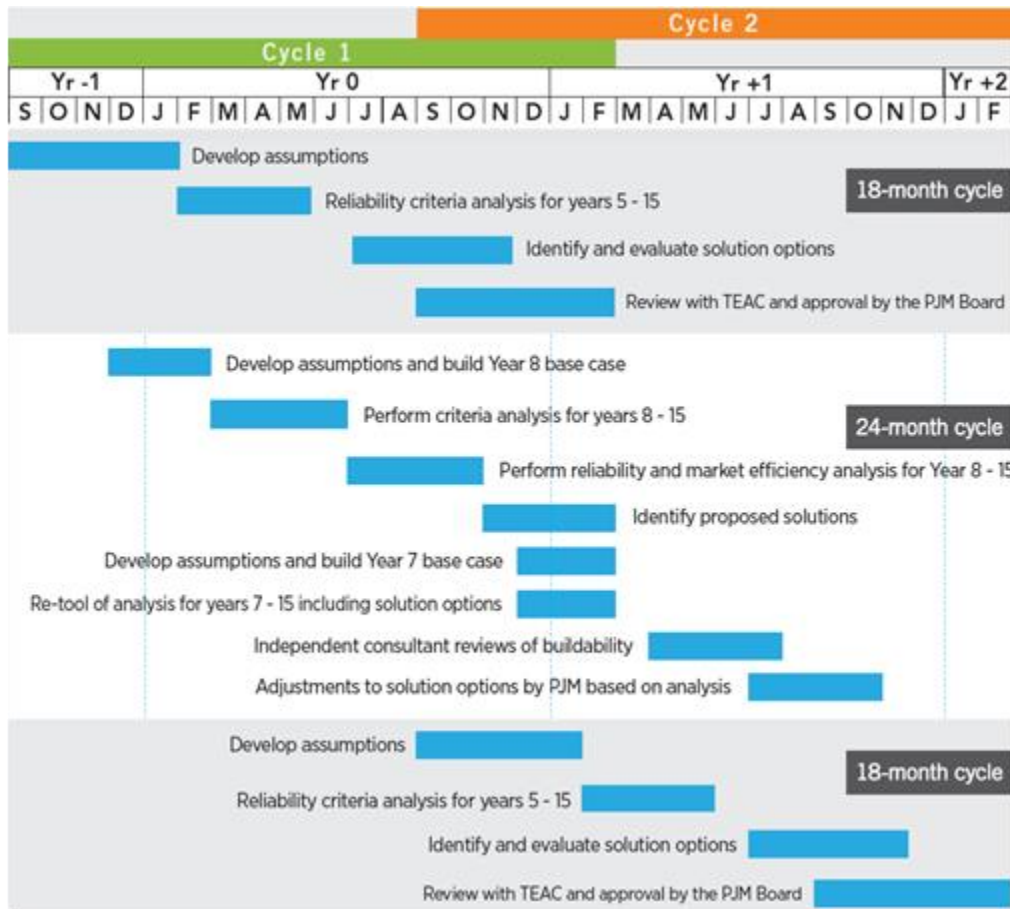 Cycle 2
Cycle 1
Yr -1 Yr 0 Yr +1 Yr +2
S O N D J F M A M J J A S O N D J F M A M J J A S O N D J F
Develop assumptions
18-month cycle
Reliability criteria analysis for years 5 - 15
Identify and evaluate solution options
Review with TEAC and approval by the PJM Board
Develop assumptions and build Year 8 base case
Perform criteria analysis for years 8 - 15
24-month cycle
Perform reliability and market efficiency analysis for Year 8 - 15
Identify proposed solutions
Develop assumptions and build Year 7 base case
Re-tool of analysis for years 7 - 15 including solution options
Independent consultant reviews of buildability
Adjustments to solution options by PJM based on analysis
Develop assumptions
18-month cycle
Reliability criteria analysis for years 5 - 15
Identify and evaluate solution options
Review with TEAC and approval by the PJM Board